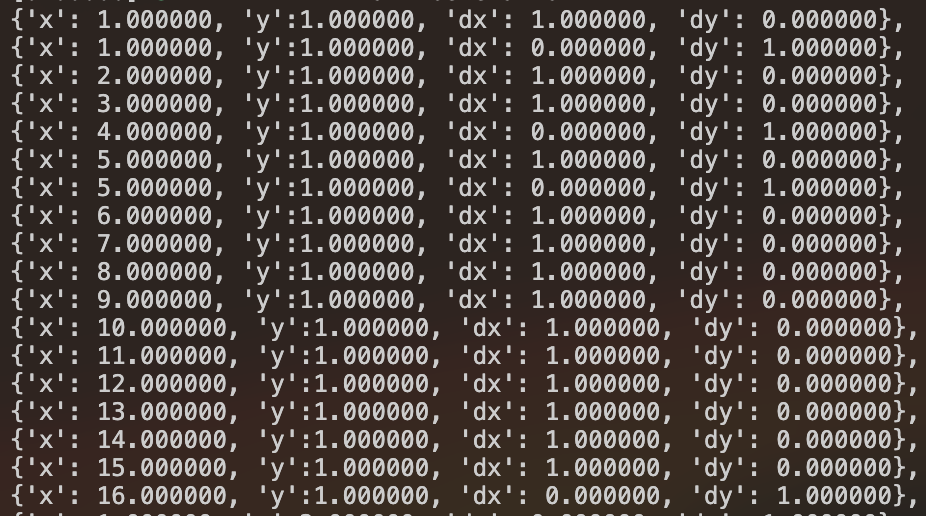 {'x': 1.000000, 'y':1.000000, 'dx': 1.000000, 'dy': 0.000000},
{'x': 1.000000, 'y':1.000000, 'dx': 0.000000, 'dy': 1.000000},
{'x': 2.000000, 'y':1.000000, 'dx': 1.000000, 'dy': 0.000000},
{'x': 3.000000, 'y':1.000000, 'dx': 1.000000, 'dy': 0.000000},
{'x': 4.000000, 'y':1.000000, 'dx': 0.000000, 'dy': 1.000000},
{'x': 5.000000, 'y':1.000000, 'dx': 1.000000, 'dy': 0.000000},
{'x': 5.000000, 'y':1.000000, 'dx': 0.000000, 'dy': 1.000000},
{'x': 6.000000, 'y':1.000000, 'dx': 1.000000, 'dy': 0.000000},
{'x': 7.000000, 'y':1.000000, 'dx': 1.000000, 'dy': 0.000000},
{'x': 8.000000, 'y':1.000000, 'dx': 1.000000, 'dy': 0.000000},
{'x': 9.000000, 'y':1.000000, 'dx': 1.000000, 'dy': 0.000000},
{'x': 10.000000, 'y':1.000000, 'dx': 1.000000, 'dy': 0.000000},
{'x': 11.000000, 'y':1.000000, 'dx': 1.000000, 'dy': 0.000000},
{'x': 12.000000, 'y':1.000000, 'dx': 1.000000, 'dy': 0.000000},
{'x': 13.000000, 'y':1.000000, 'dx': 1.000000, 'dy': 0.000000},
{'x': 14.000000, 'y':1.000000, 'dx': 1.000000, 'dy': 0.000000},
{'x': 15.000000, 'y':1.000000, 'dx': 1.000000, 'dy': 0.000000},
{'x': 16.000000, 'y':1.000000, 'dx': 0.000000, 'dy': 1.000000},